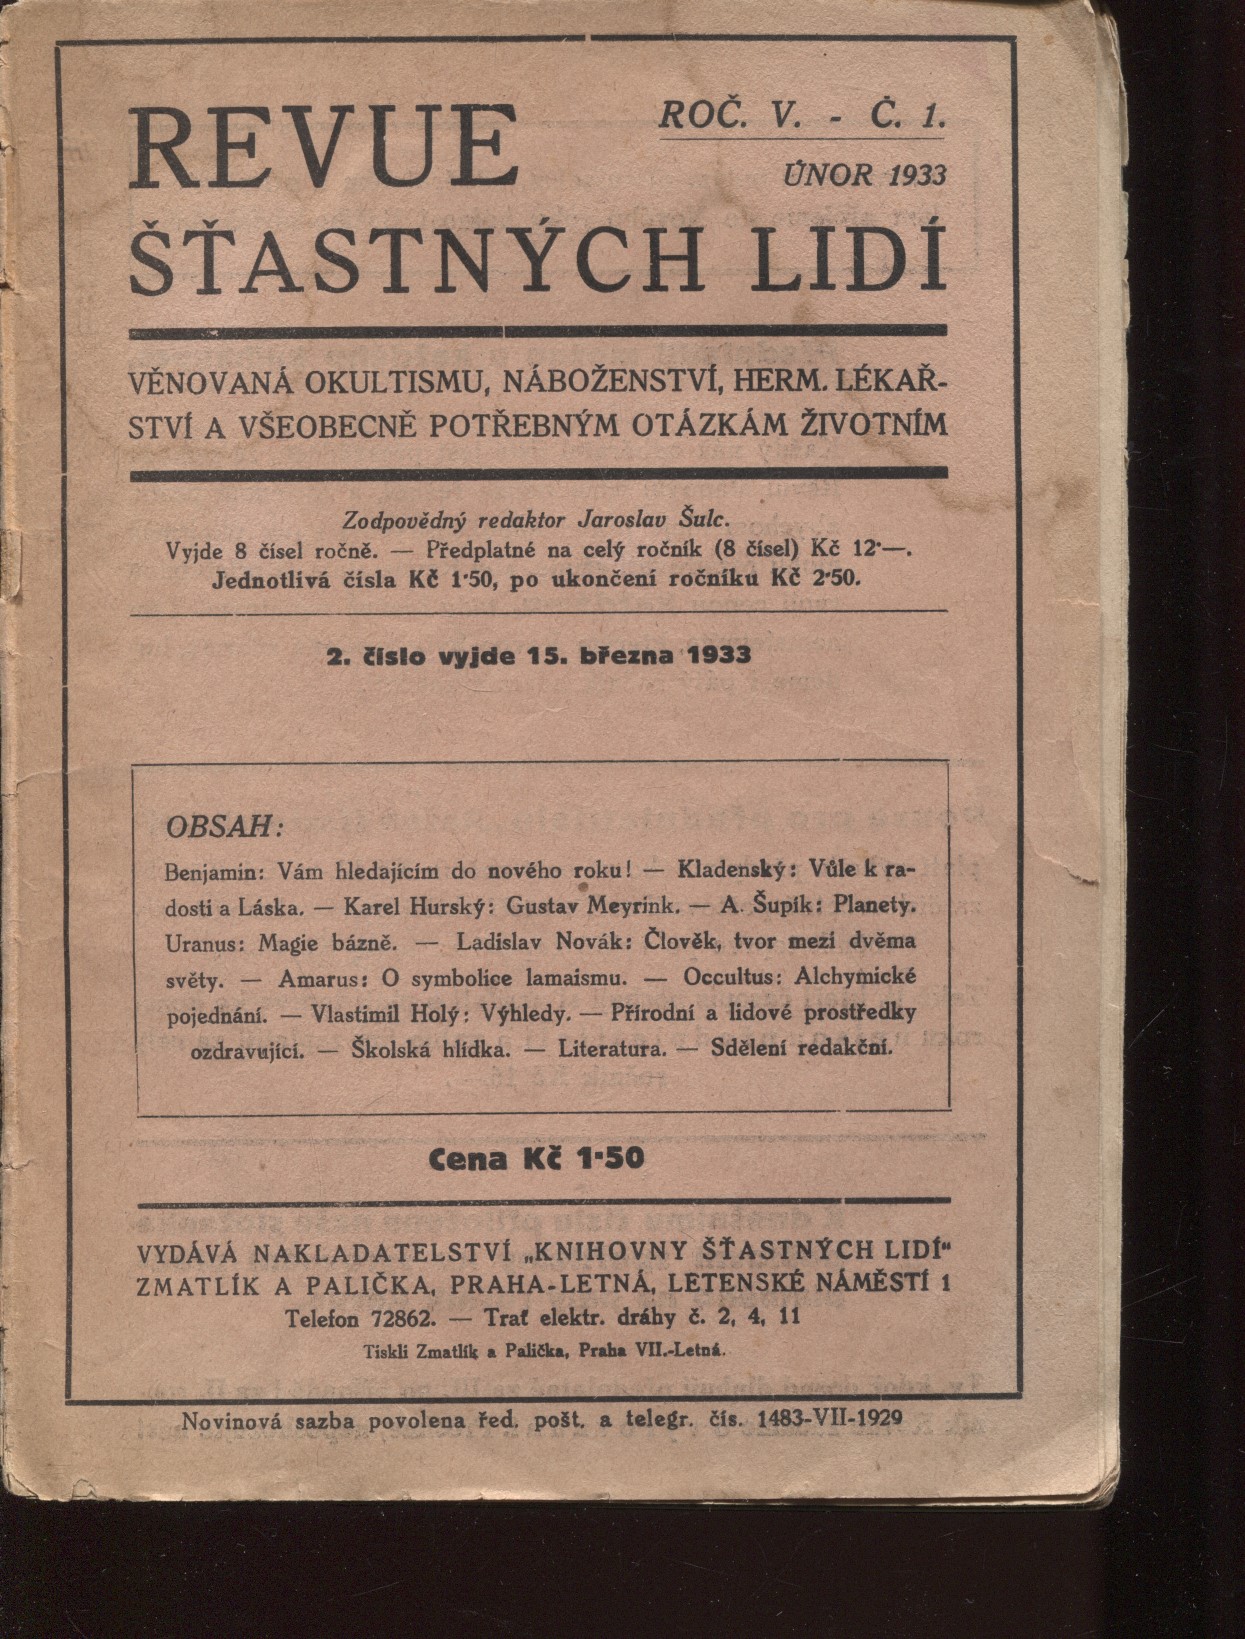 REVUE
ROČ. V. - Č. 1.
ÚNOR 1933
ŠŤASTNÝCH LIDÍ
VĚNOVANÁ OKULTISMU, NÁBOŽENSTVÍ, HERM. LÉKAŘ-
STVÍ A VŠEOBECNĚ POTŘEBNÝM OTÁZKÁM ŽIVOTNÍM
Zodpovědný redaktor Jaroslav Šulc.
Vyjde 8 čísel ročně. — Předplatné na celý ročník (8 čísel) Kč 12·—.
Jednotlivá čísla Kč 1·50, po ukončení ročníku Kč 2·50.
2. číslo vyjde 15. března 1933
OBSAH:
Benjamin: Vám hledajícím do nového roku! — Kladenský: Vůle k ra-
dosti a Láska. — Karel Hurský: Gustav Meyrink. — A. Šupík: Planety.
Uranus: Magie bázně. — Ladislav Novák: Člověk, tvor mezi dvěma
světy. — Amarus: O symbolice lamaismu. — Occultus: Alchymické
pojednání. — Vlastimil Holý: Výhledy. — Přírodní a lidové prostředky
ozdravující. — Školská hlídka. — Literatura. — Sdělení redakční.
Cena Kč 1·50
VYDÁVÁ NAKLADATELSTVÍ „KNIHOVNY ŠŤASTNÝCH LIDÍ“
ZMATLÍK A PALIČKA, PRAHA-LETNÁ, LETENSKÉ NÁMĚSTÍ 1
Telefon 72862. — Trať elektr. dráhy č. 2, 4, 11
Tiskli Zmatlík a Palička, Praha VII.-Letná.
Novinová sazba povolena řed. pošt. a telegr. čís. 1483-VII-1929